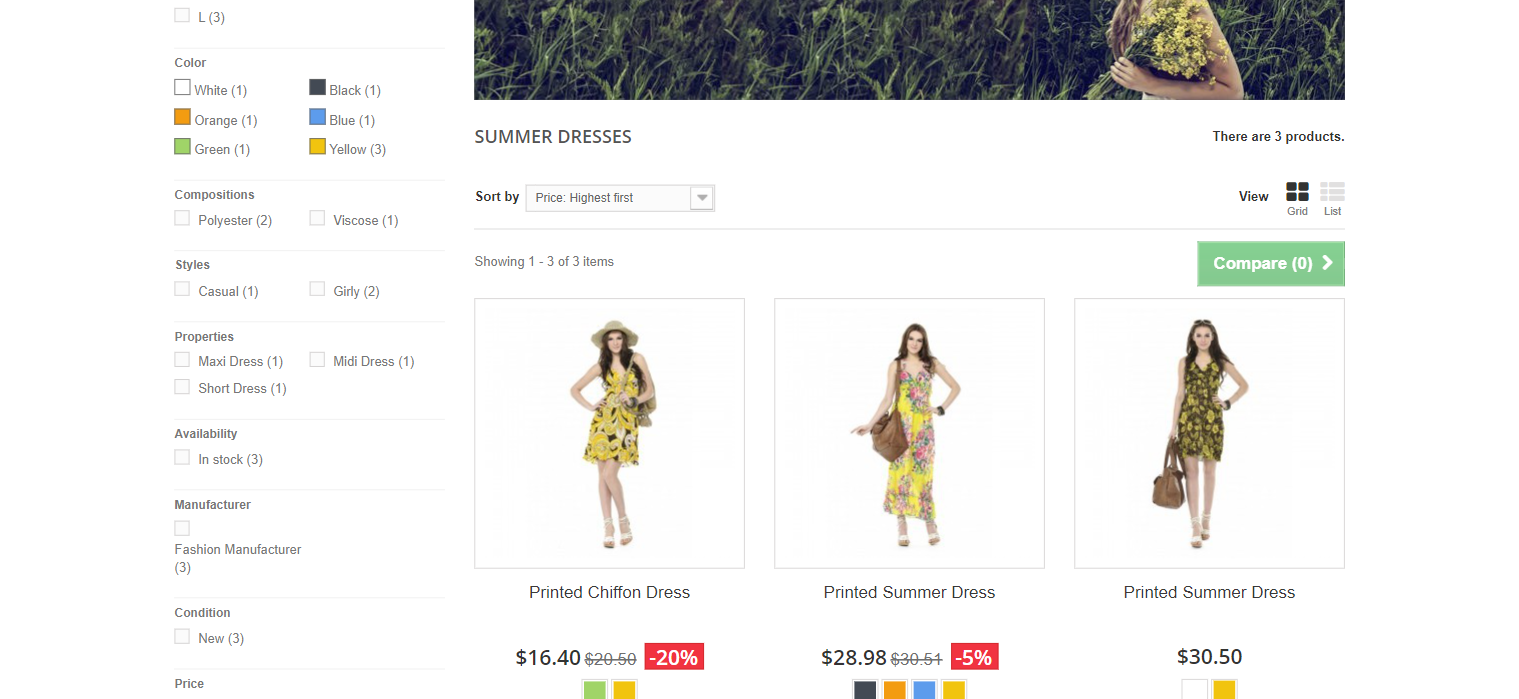 L (3)
Color
White (1) Black (1)
Orange (1) Blue (1)
Green (1) Yellow (3)
Compositions
Polyester (2) Viscose (1)
Styles
Casual (1) Girly (2)
Properties
Maxi Dress (1) Midi Dress (1)
Short Dress (1)
Availability
In stock (3)
Manufacturer
Fashion Manufacturer
(3)
Condition
New (3)
Price
SUMMER DRESSES
There are 3 products.
Sort by Price: Highest first
View
Grid List
Showing 1 - 3 of 3 items
Compare (0)
Printed Chiffon Dress
$16.40 $20.50 -20%
Printed Summer Dress
$28.98 $30.51 -5%
Printed Summer Dress
$30.50